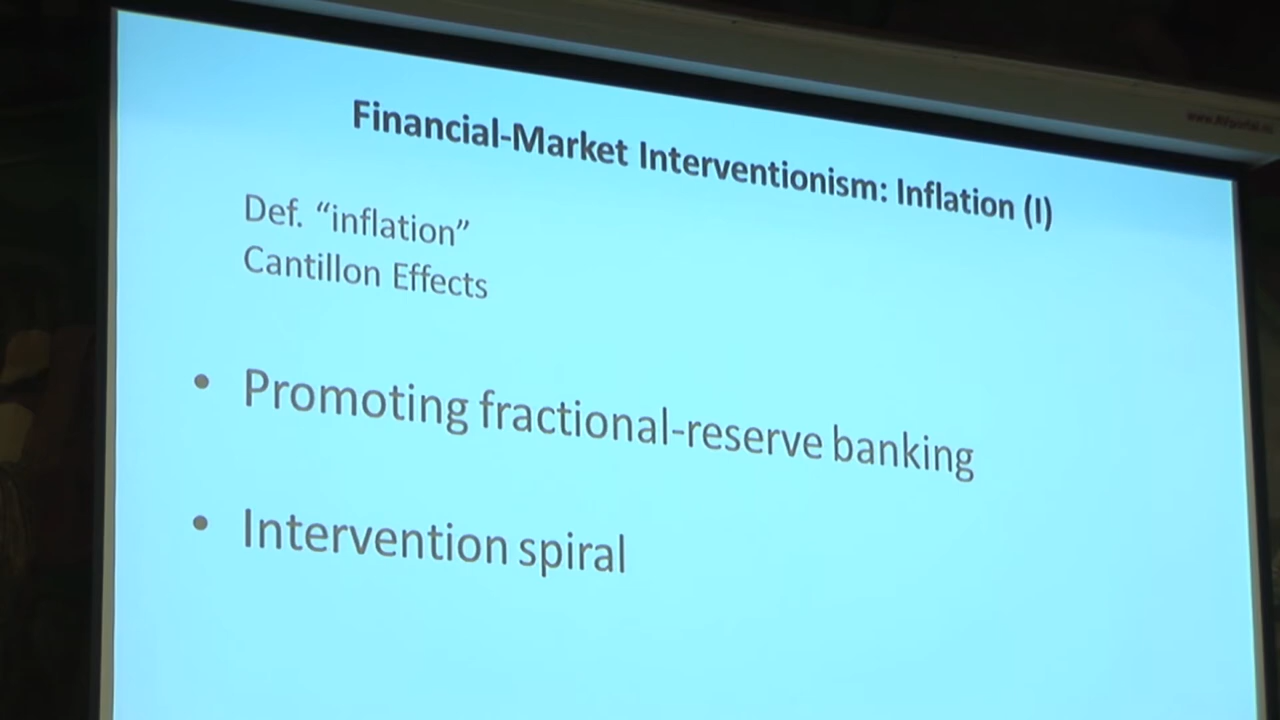 Financial-Market Interventionism: Inflation (I)
Def. “inflation”
Cantillon Effects
• Promoting fractional-reserve banking
• Intervention spiral